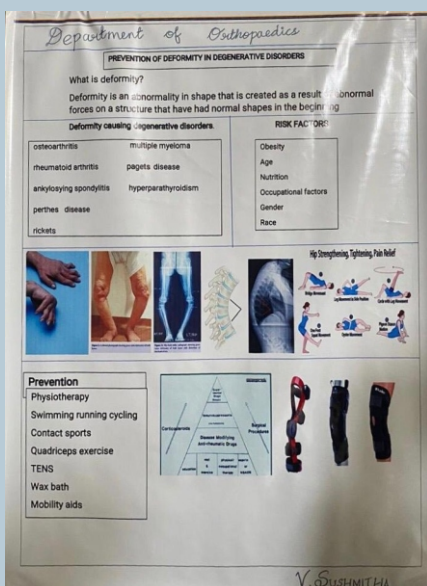 Department of Orthopaedics
PREVENTION OF DEFORMITY IN DEGENERATIVE DISORDERS
What is deformity?
Deformity is an abnormality in shape that is created as a result abnormal
forces on a structure that have had normal shapes in the beginning
Deformity causing degenerative disorders.
osteoarthritis multiple myeloma
rheumatoid arthritis pagets disease
ankylosying spondylitis hyperparathyroidism
perthes disease
rickets
RISK FACTORS
Obesity
Age
Nutrition
Occupational factors
Gender
Race
Hip Strengthening, Tightening, Pain Relief
Prevention
Physiotherapy
Swimming running cycling
Contact sports
Quadriceps exercise
TENS
Wax bath
Mobility aids
Corticosteroids
Surgical
Procedures
Disease Modifying
Anti-rheumatic Drugs
V. SUSHMITHA